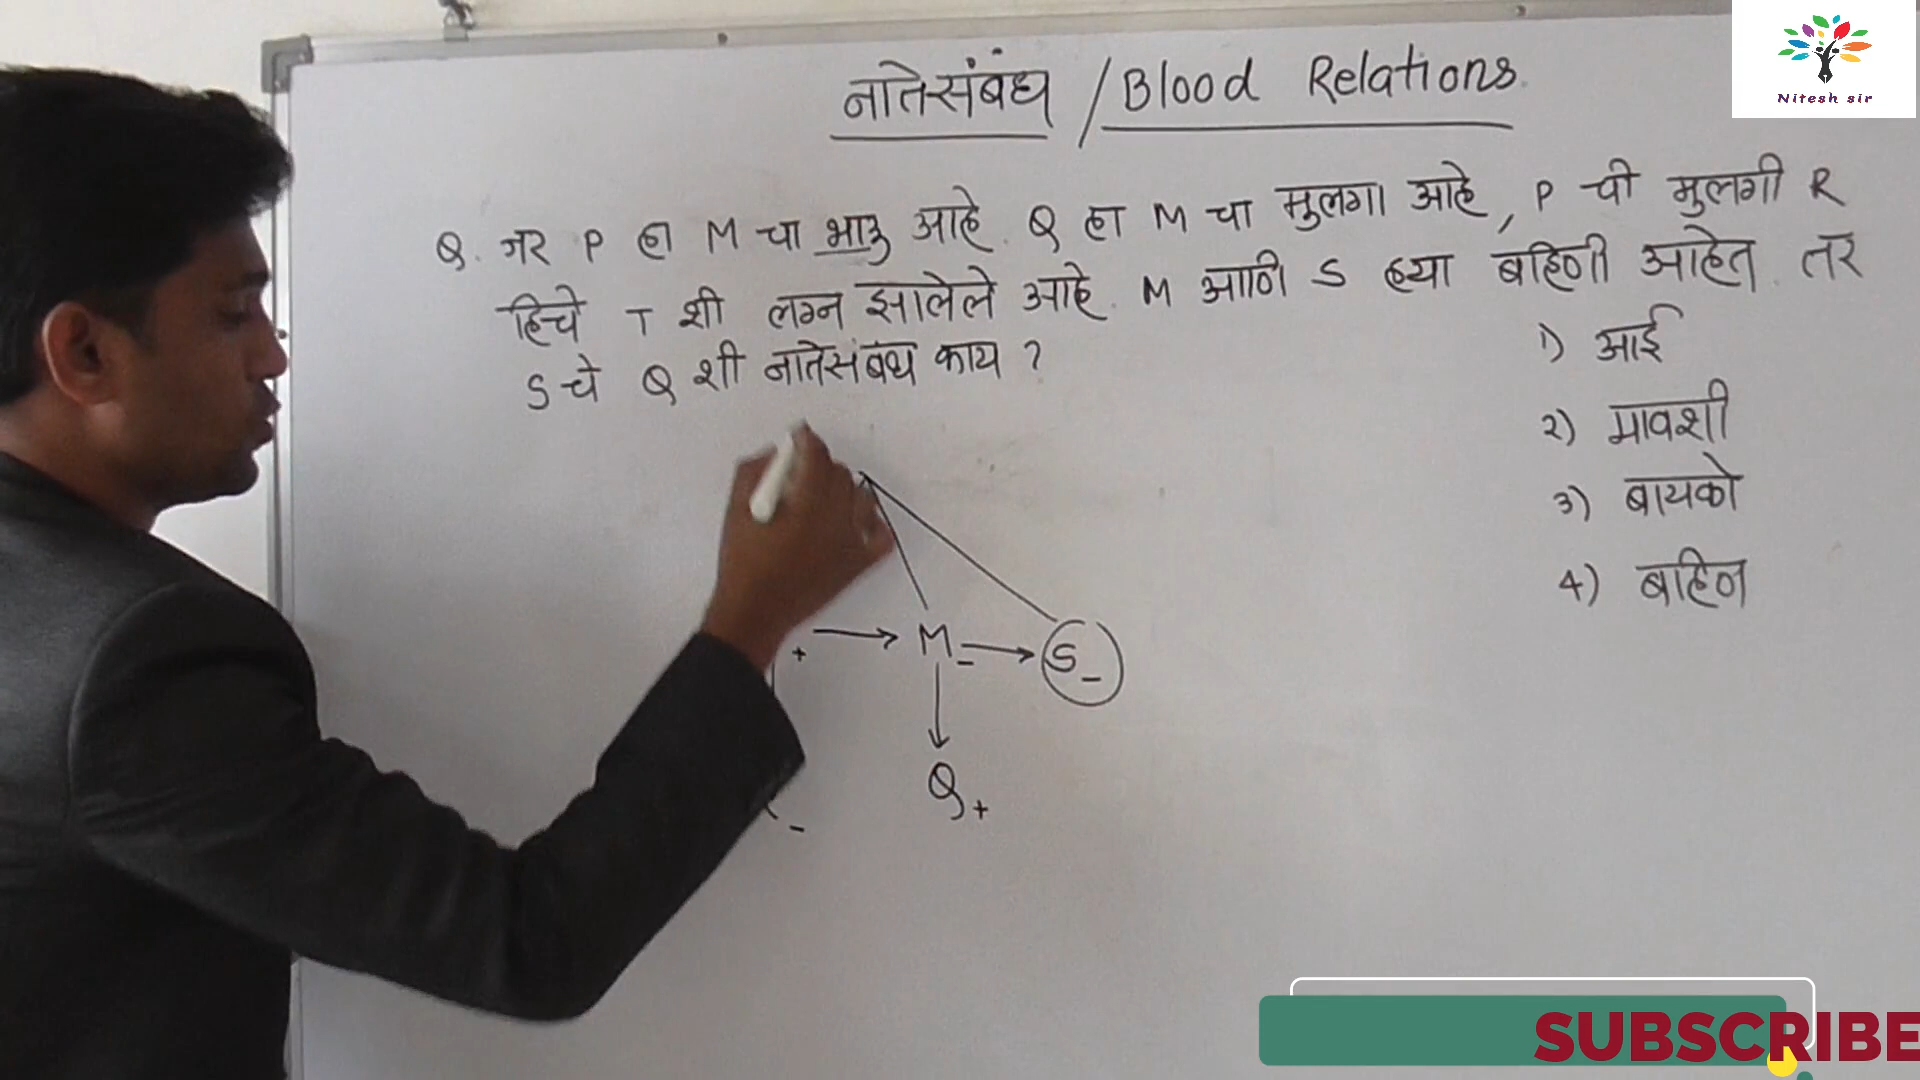 नातेसंबंध / Blood Relations
Nitesh sir
Q. जर P हा M चा भाऊ आहे. Q हा M चा मुलगा आहे, P ची मुलगी R
हिचे T शी लग्न झालेले आहे. M आणि S ह्या बहिणी आहेत. तर
S चे Q शी नातेसंबंध काय ?
1) आई
2) मावशी
3) बायको
4) बहिण
+ M - S -
Q +
-
SUBSCRIBE